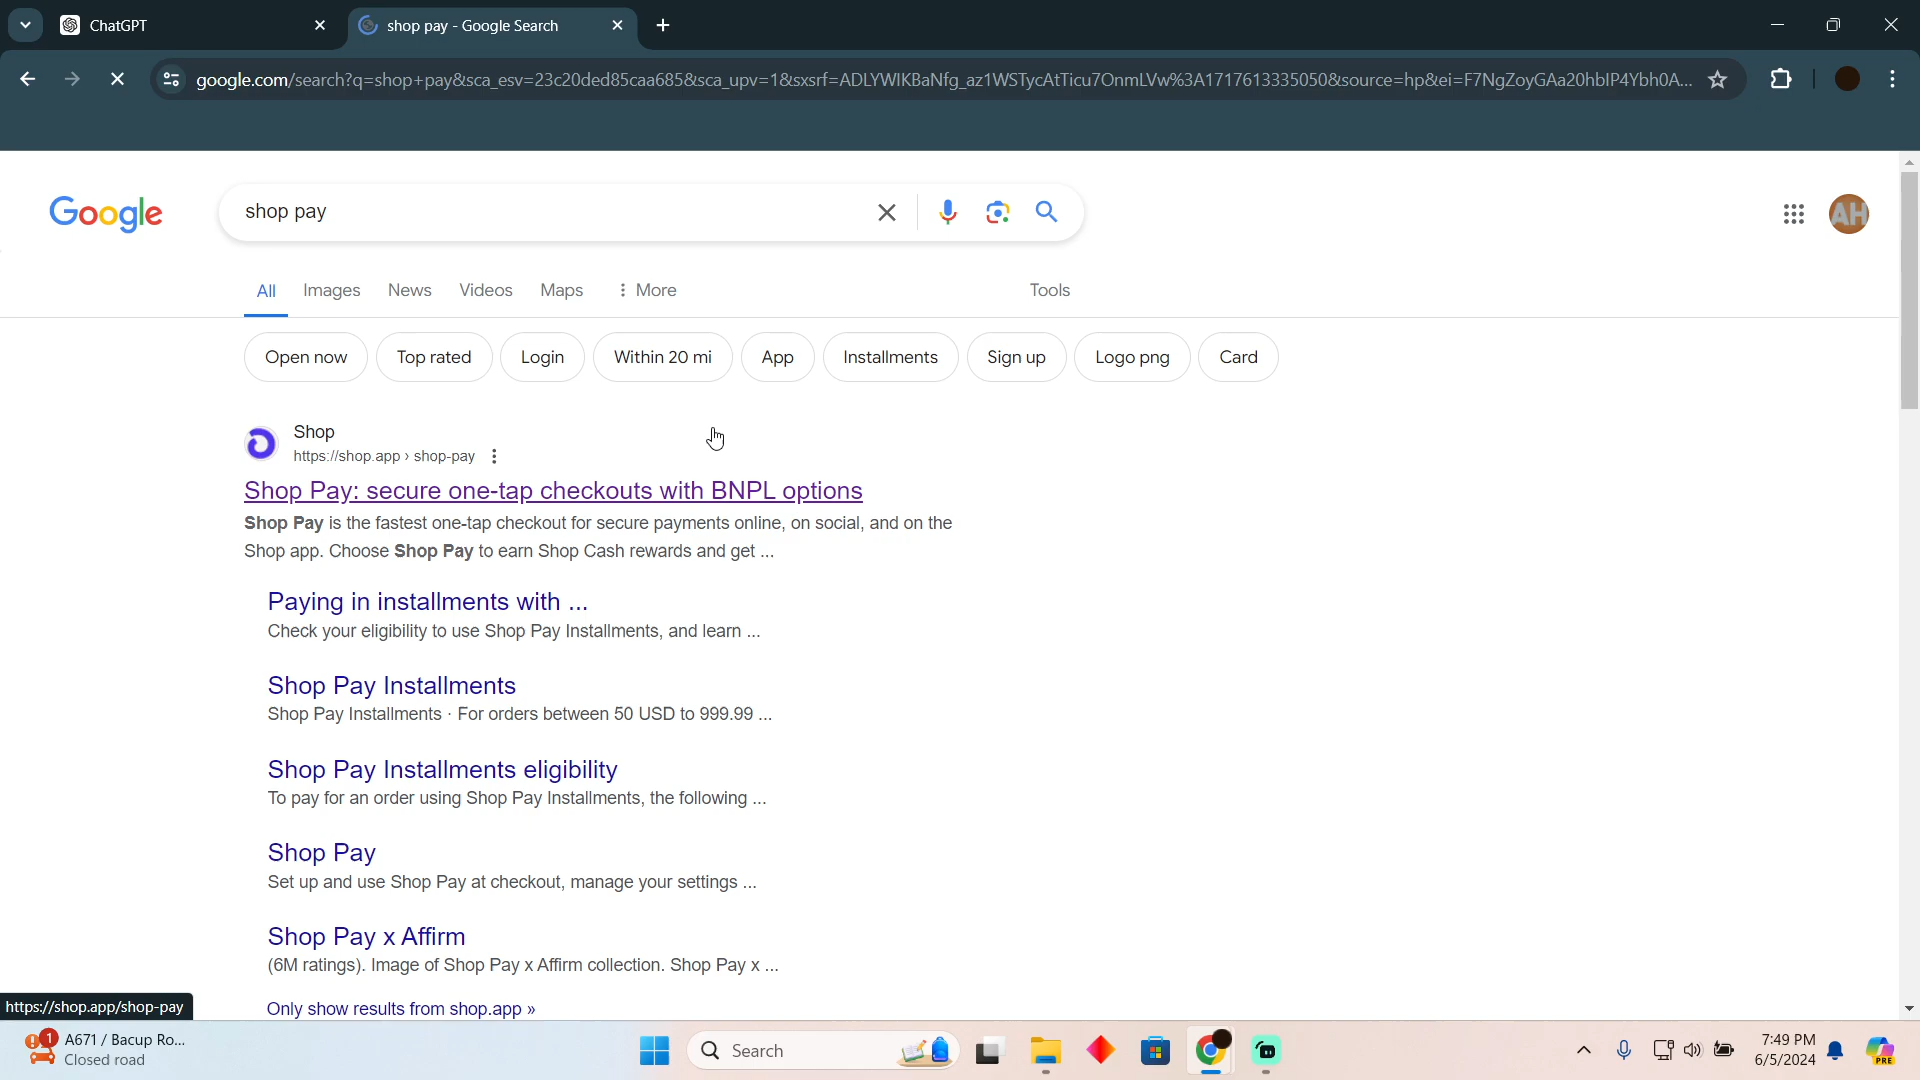 ChatGPT
shop pay - Google Search
google.com/search?q=shop+pay&sca_esv=23c20ded85caa685&sca_upv=1&sxsrf=ADLYWIKBaNfg_az1WSTycAtTicu7OnmLVw%3A1717613335050&source=hp&ei=F7NgZoyGAa20hbIP4Ybh0A...
Google
shop pay
AH
All Images News Videos Maps More Tools
Open now Top rated Login Within 20 mi App Installments Sign up Logo png Card
Shop
https://shop.app › shop-pay
Shop Pay: secure one-tap checkouts with BNPL options
Shop Pay is the fastest one-tap checkout for secure payments online, on social, and on the
Shop app. Choose Shop Pay to earn Shop Cash rewards and get ...
Paying in installments with ...
Check your eligibility to use Shop Pay Installments, and learn ...
Shop Pay Installments
Shop Pay Installments · For orders between 50 USD to 999.99 ...
Shop Pay Installments eligibility
To pay for an order using Shop Pay Installments, the following ...
Shop Pay
Set up and use Shop Pay at checkout, manage your settings ...
Shop Pay x Affirm
(6M ratings). Image of Shop Pay x Affirm collection. Shop Pay x ...
https://shop.app/shop-pay
Only show results from shop.app »
1
A671 / Bacup Ro...
Closed road
Search
7:49 PM
6/5/2024
PRE